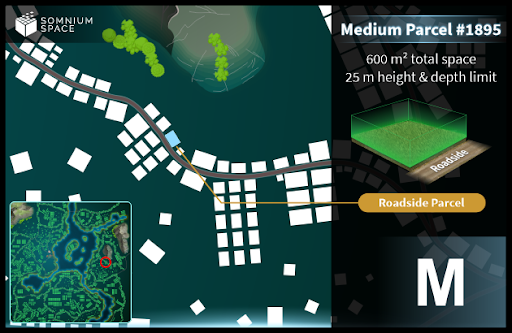 SOMNIUM
SPACE
Medium Parcel #1895
600 m² total space
25 m height & depth limit
Roadside
Roadside Parcel
M